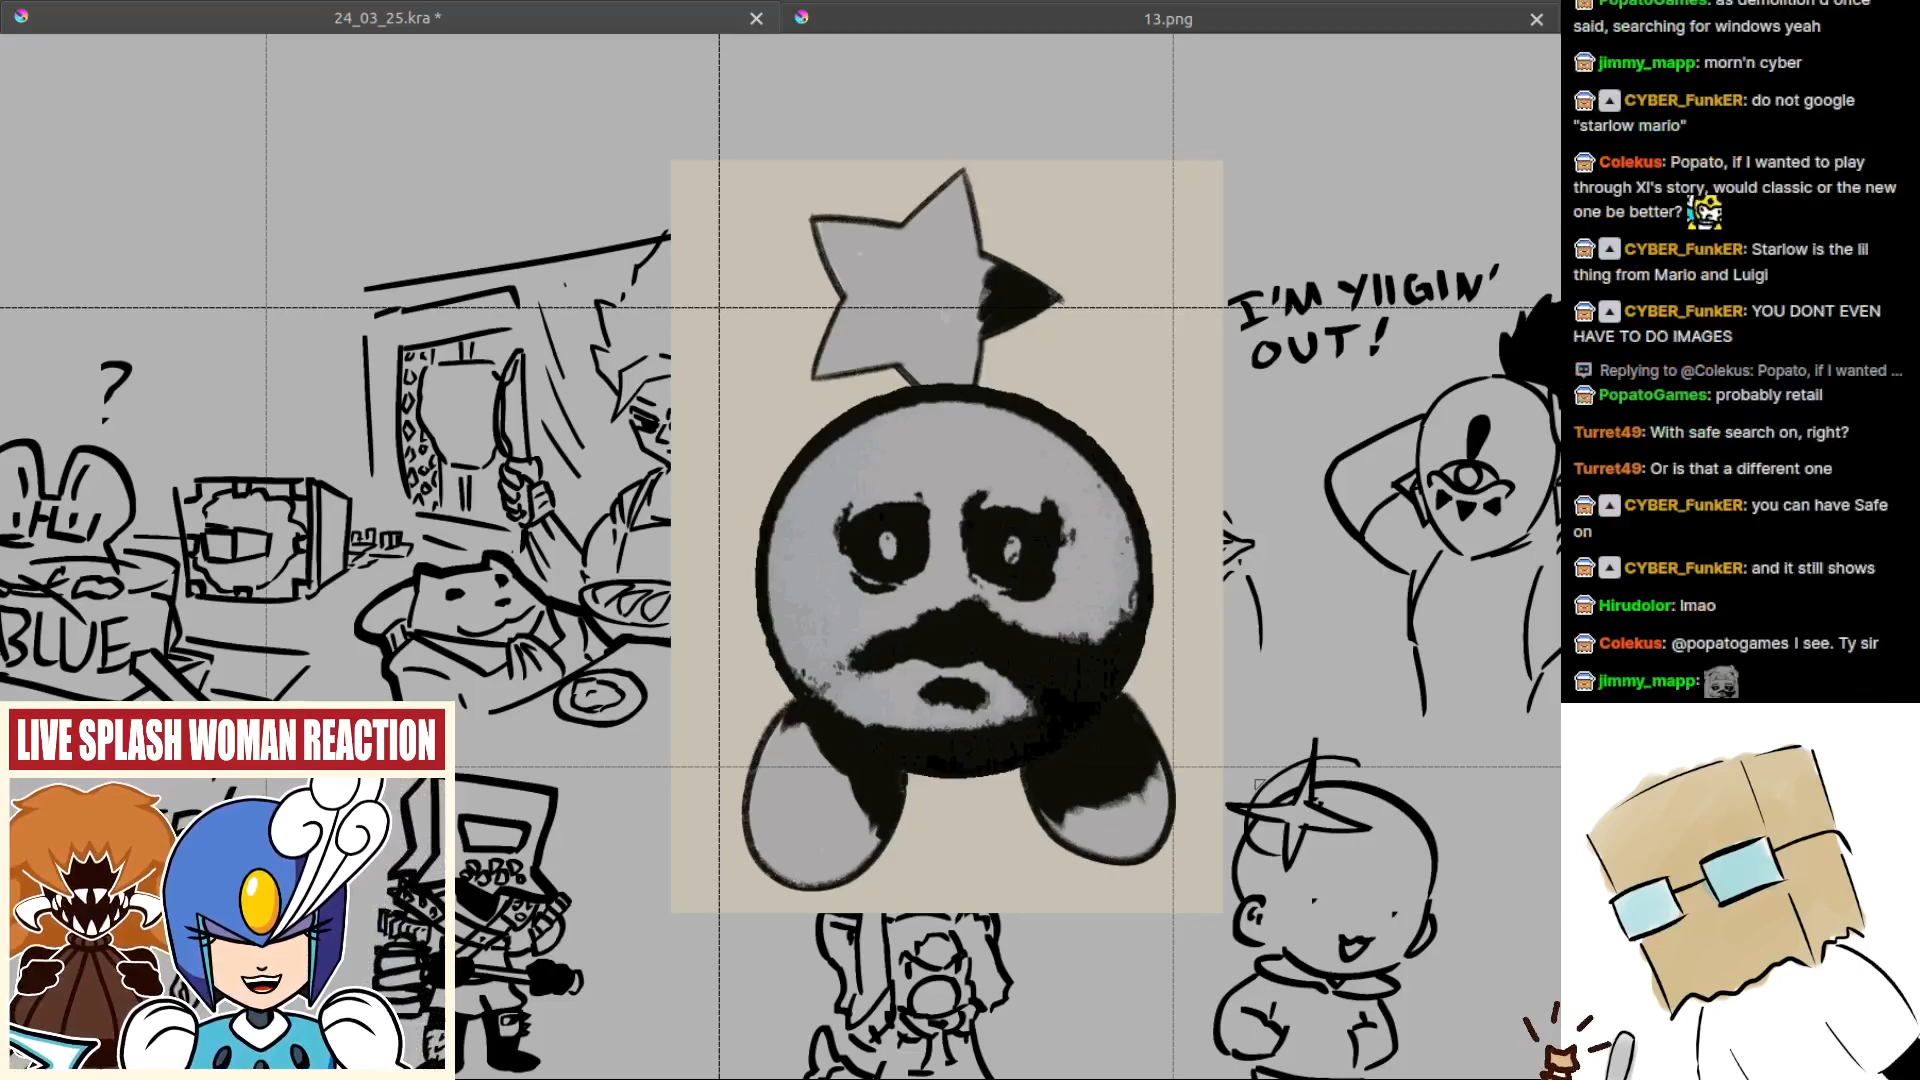 24_03_25.kra *
13.png
PopatoGames: as demolition d once
said, searching for windows yeah
jimmy_mapp: morn'n cyber
CYBER_FunkER: do not google
"starlow mario"
Colekus: Popato, if I wanted to play
through XI's story, would classic or the new
one be better?
CYBER_FunkER: Starlow is the lil
thing from Mario and Luigi
CYBER_FunkER: YOU DONT EVEN
HAVE TO DO IMAGES
Replying to @Colekus: Popato, if I wanted ...
PopatoGames: probably retail
Turret49: With safe search on, right?
Turret49: Or is that a different one
CYBER_FunkER: you can have Safe
on
CYBER_FunkER: and it still shows
Hirudolor: lmao
Colekus: @popatogames I see. Ty sir
jimmy_mapp:
I'M YIIGIN'
OUT!
?
BLUE
LIVE SPLASH WOMAN REACTION